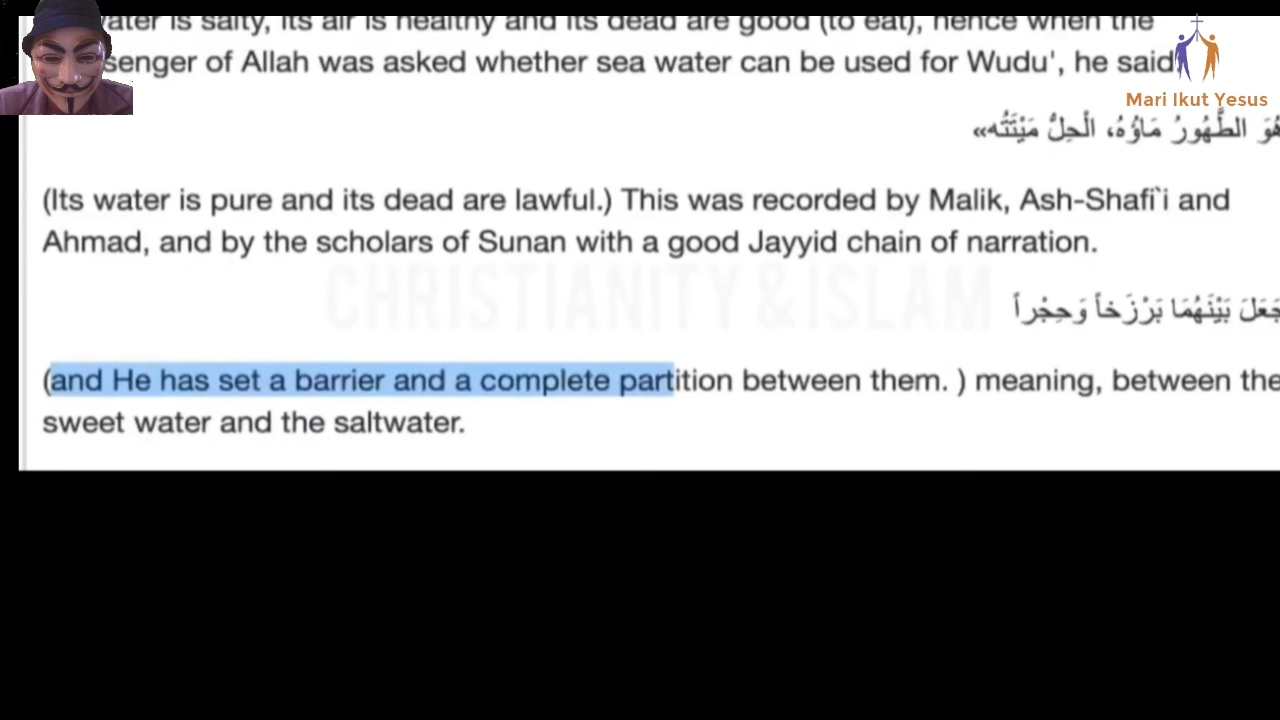 ater is salty, its air is healthy and its dead are good (to eat), hence when the
senger of Allah was asked whether sea water can be used for Wudu', he said
Mari Ikut Yesus
هُوَ الطَّهُورُ مَاؤُهُ، الْحِلُّ مَيْتَتُه»
(Its water is pure and its dead are lawful.) This was recorded by Malik, Ash-Shafi`i and
Ahmad, and by the scholars of Sunan with a good Jayyid chain of narration.
CHRISTIANITY & ISLAM
جَعَلَ بَيْنَهُمَا بَرْزَخاً وَحِجْراً
(and He has set a barrier and a complete partition between them. ) meaning, between the
sweet water and the saltwater.